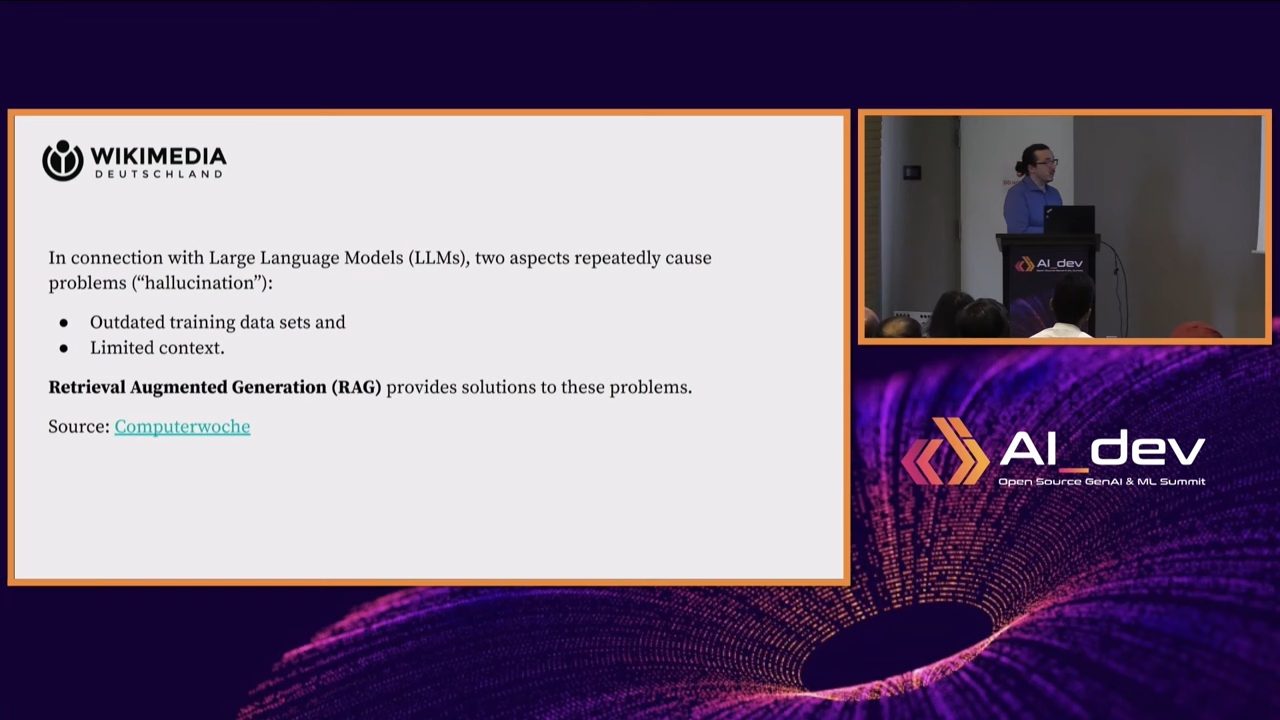 WIKIMEDIA
DEUTSCHLAND
In connection with Large Language Models (LLMs), two aspects repeatedly cause
problems (“hallucination”):
● Outdated training data sets and
● Limited context.
Retrieval Augmented Generation (RAG) provides solutions to these problems.
Source: Computerwoche
AI_dev
AI_dev
Open Source GenAI & ML Summit